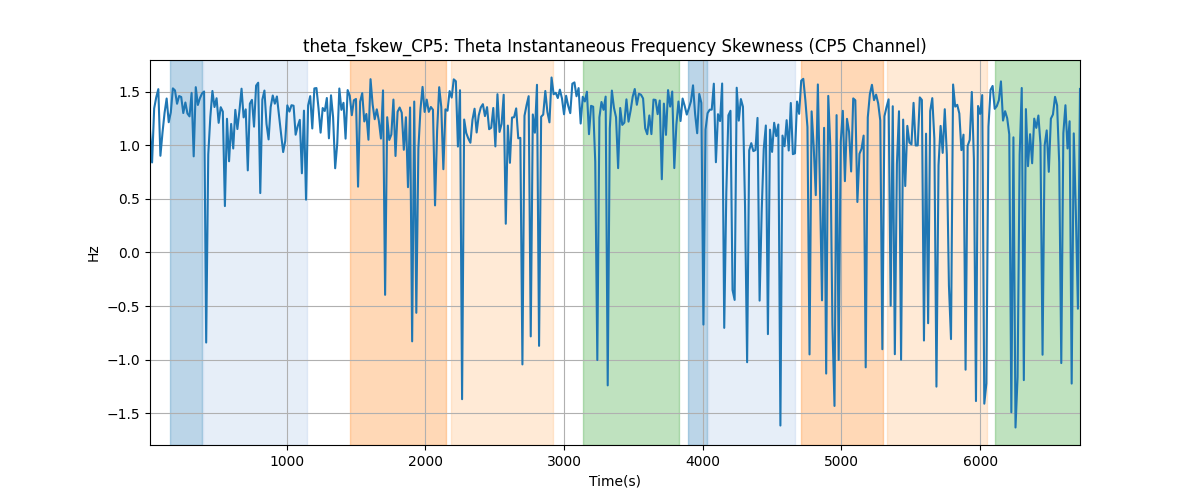 theta_fskew_CP5: Theta Instantaneous Frequency Skewness (CP5 Channel)
1.5
1.0
0.5
0.0
−0.5
−1.0
−1.5
Hz
1000 2000 3000 4000 5000 6000
Time(s)